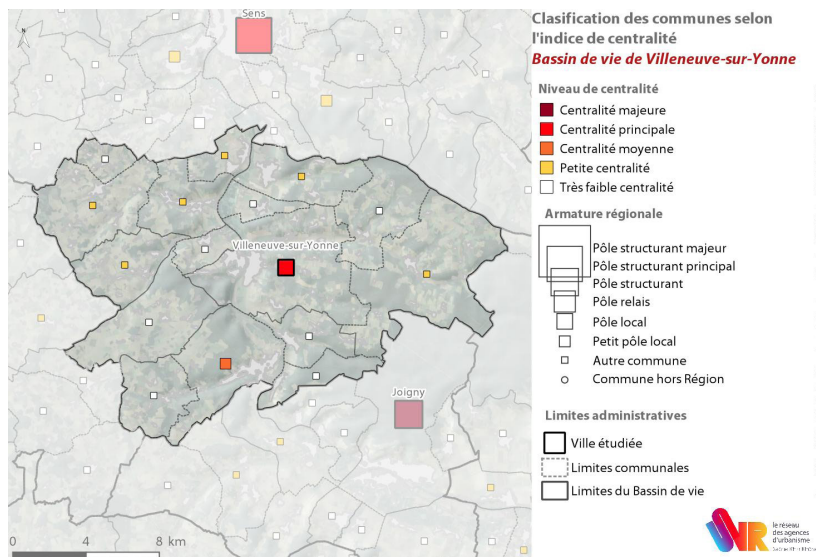 Clasification des communes selon
l'indice de centralité
Bassin de vie de Villeneuve-sur-Yonne
Niveau de centralité
Centralité majeure
Centralité principale
Centralité moyenne
Petite centralité
Très faible centralité
Armature régionale
Pôle structurant majeur
Pôle structurant principal
Pôle structurant
Pôle relais
Pôle local
Petit pôle local
Autre commune
Commune hors Région
Limites administratives
Ville étudiée
Limites communales
Limites du Bassin de vie
Sens
Villeneuve-sur-Yonne
Joigny
N
0 4 8 km
le réseau
des agences
d'urbanisme